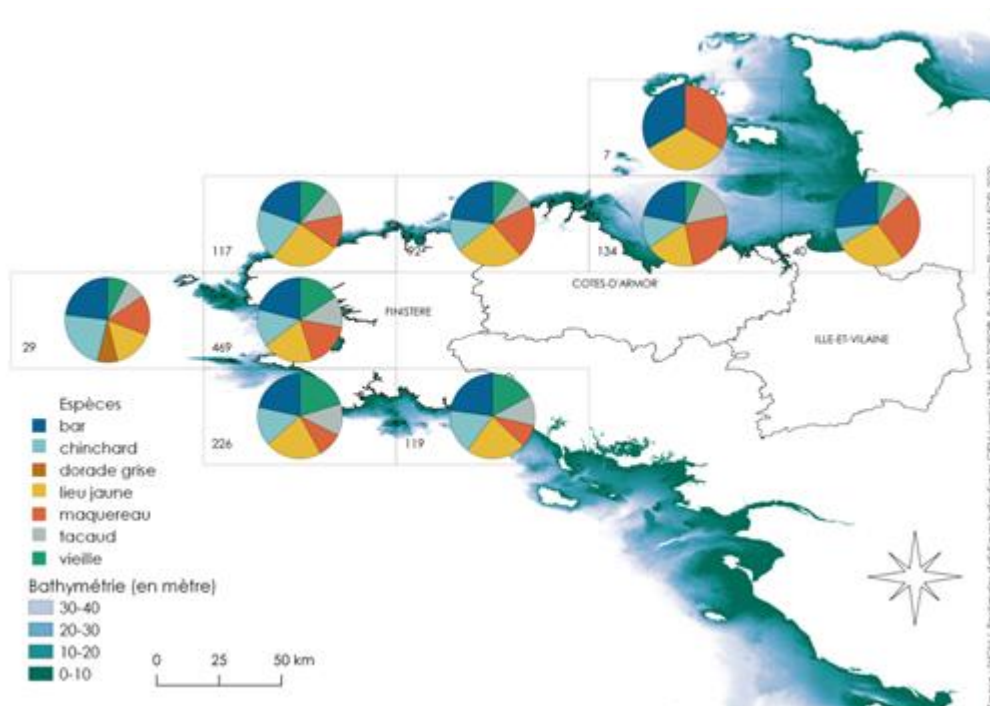 7
117
92
134
40
COTES-D'ARMOR
FINISTERE
29
469
ILLE-ET-VILAINE
226
119
Espèces
bar
chinchard
dorade grise
lieu jaune
maquereau
tacaud
vieille
Bathymétrie (en mètre)
30-40
20-30
10-20
0-10
0 25 50 km